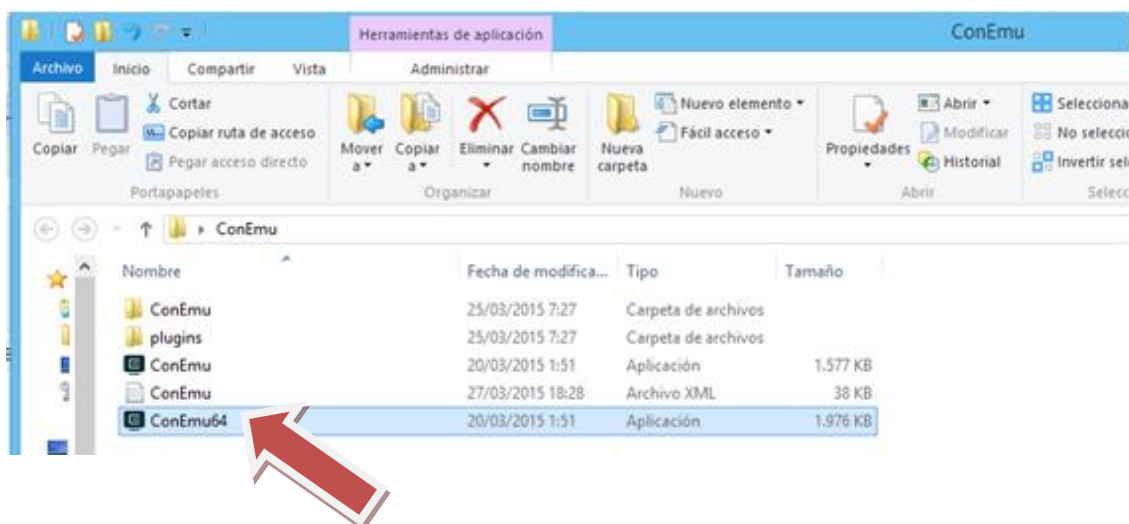 Herramientas de aplicación ConEmu
Archivo Inicio Compartir Vista Administrar
Copiar
Pegar
Cortar
Copiar ruta de acceso
Pegar acceso directo
Portapapeles
Mover a
Copiar a
Eliminar
Cambiar nombre
Organizar
Nueva carpeta
Nuevo elemento
Fácil acceso
Nuevo
Propiedades
Abrir
Modificar
Historial
Abrir
Selecciona
No selecci
Invertir sel
Selecc
ConEmu
Nombre Fecha de modifica... Tipo Tamaño
ConEmu 25/03/2015 7:27 Carpeta de archivos
plugins 25/03/2015 7:27 Carpeta de archivos
ConEmu 20/03/2015 1:51 Aplicación 1.577 KB
ConEmu 27/03/2015 18:28 Archivo XML 38 KB
ConEmu64 20/03/2015 1:51 Aplicación 1.976 KB